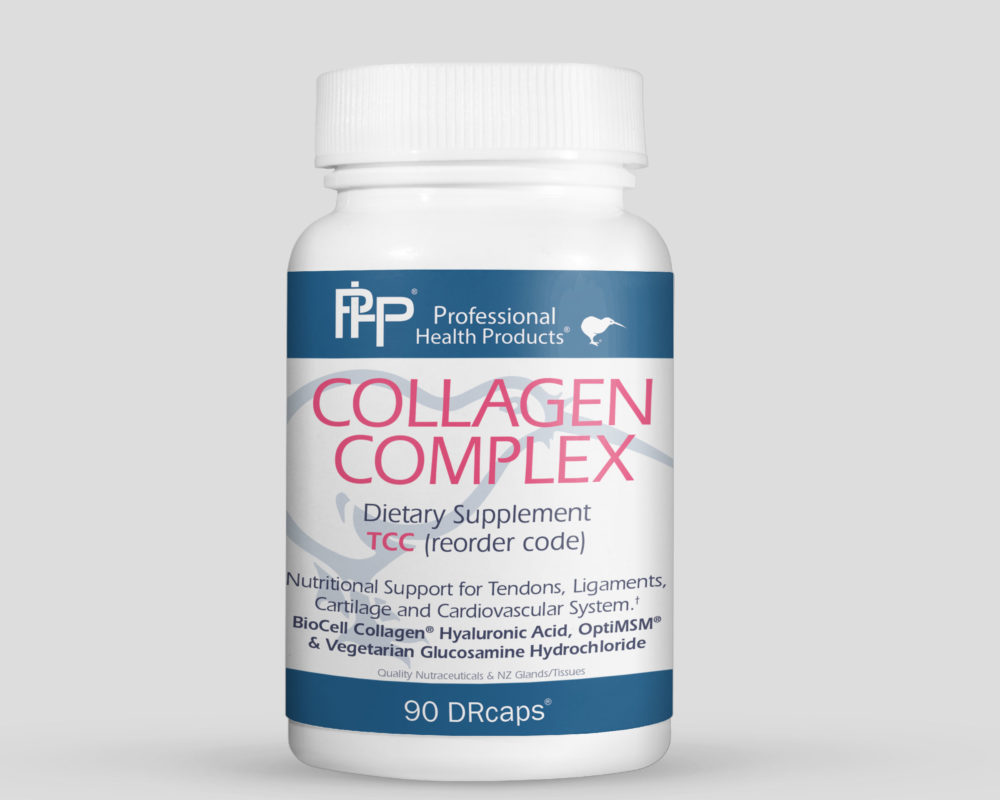 PHP®
Professional
Health Products®
COLLAGEN
COMPLEX
Dietary Supplement
TCC (reorder code)
Nutritional Support for Tendons, Ligaments,
Cartilage and Cardiovascular System.†
BioCell Collagen® Hyaluronic Acid, OptiMSM®
& Vegetarian Glucosamine Hydrochloride
Quality Nutraceuticals & NZ Glands/Tissues
90 DRcaps®